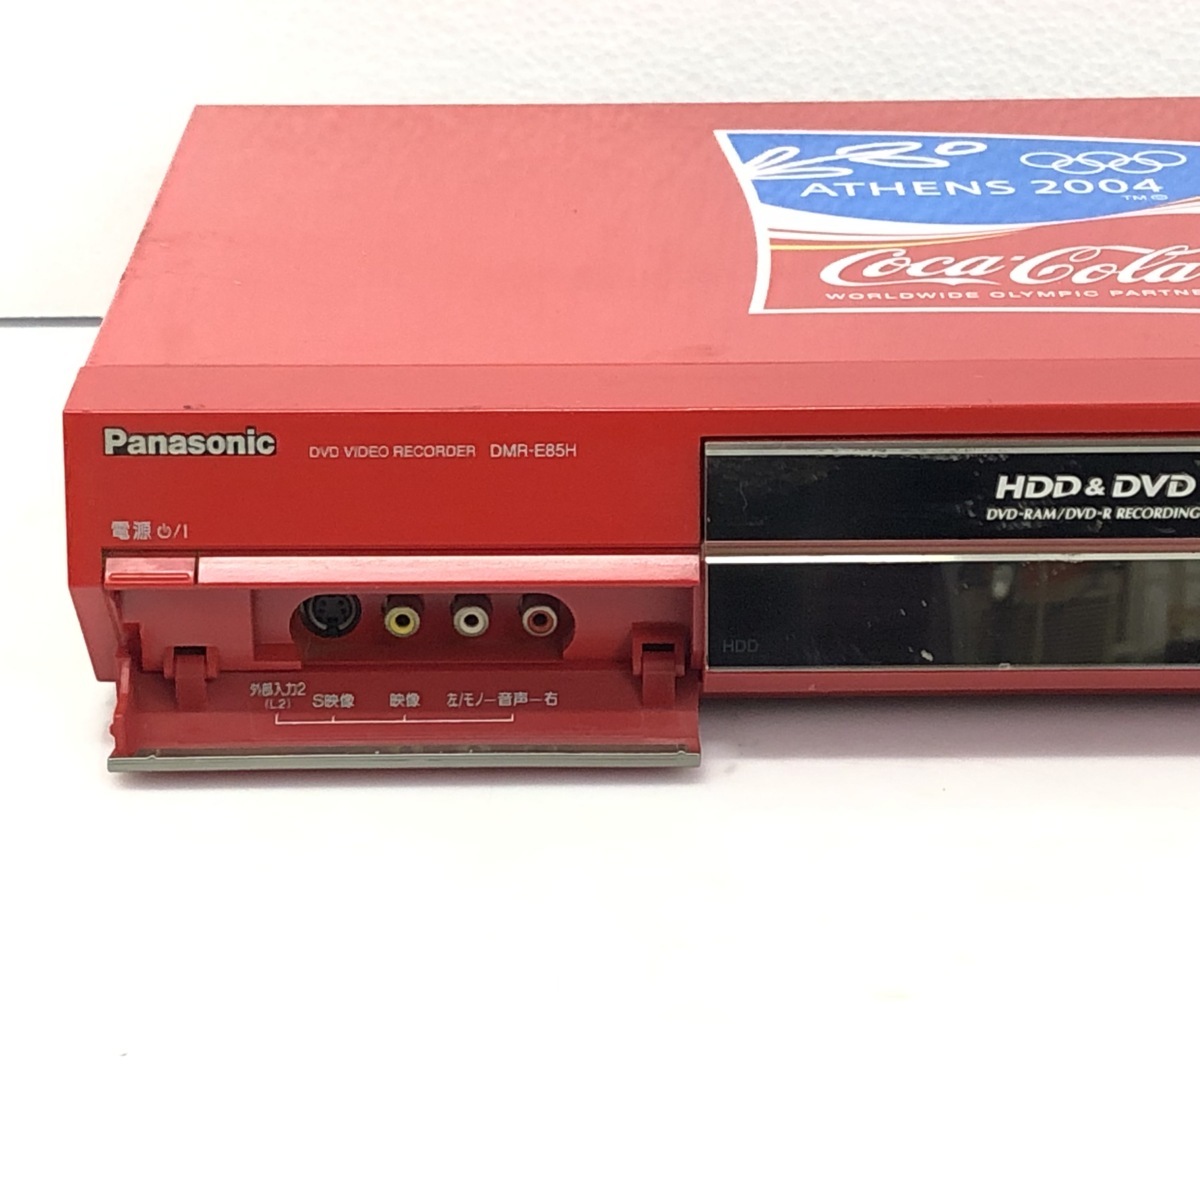 ATHENS 2004
TM ©
Coca-Cola
WORLDWIDE OLYMPIC PARTNE
Panasonic
DVD VIDEO RECORDER DMR-E85H
HDD & DVD
DVD-RAM/DVD-R RECORDING
電源 ⏻/I
HDD
外部入力2
(L2)
S映像
映像
左/モノ—音声—右